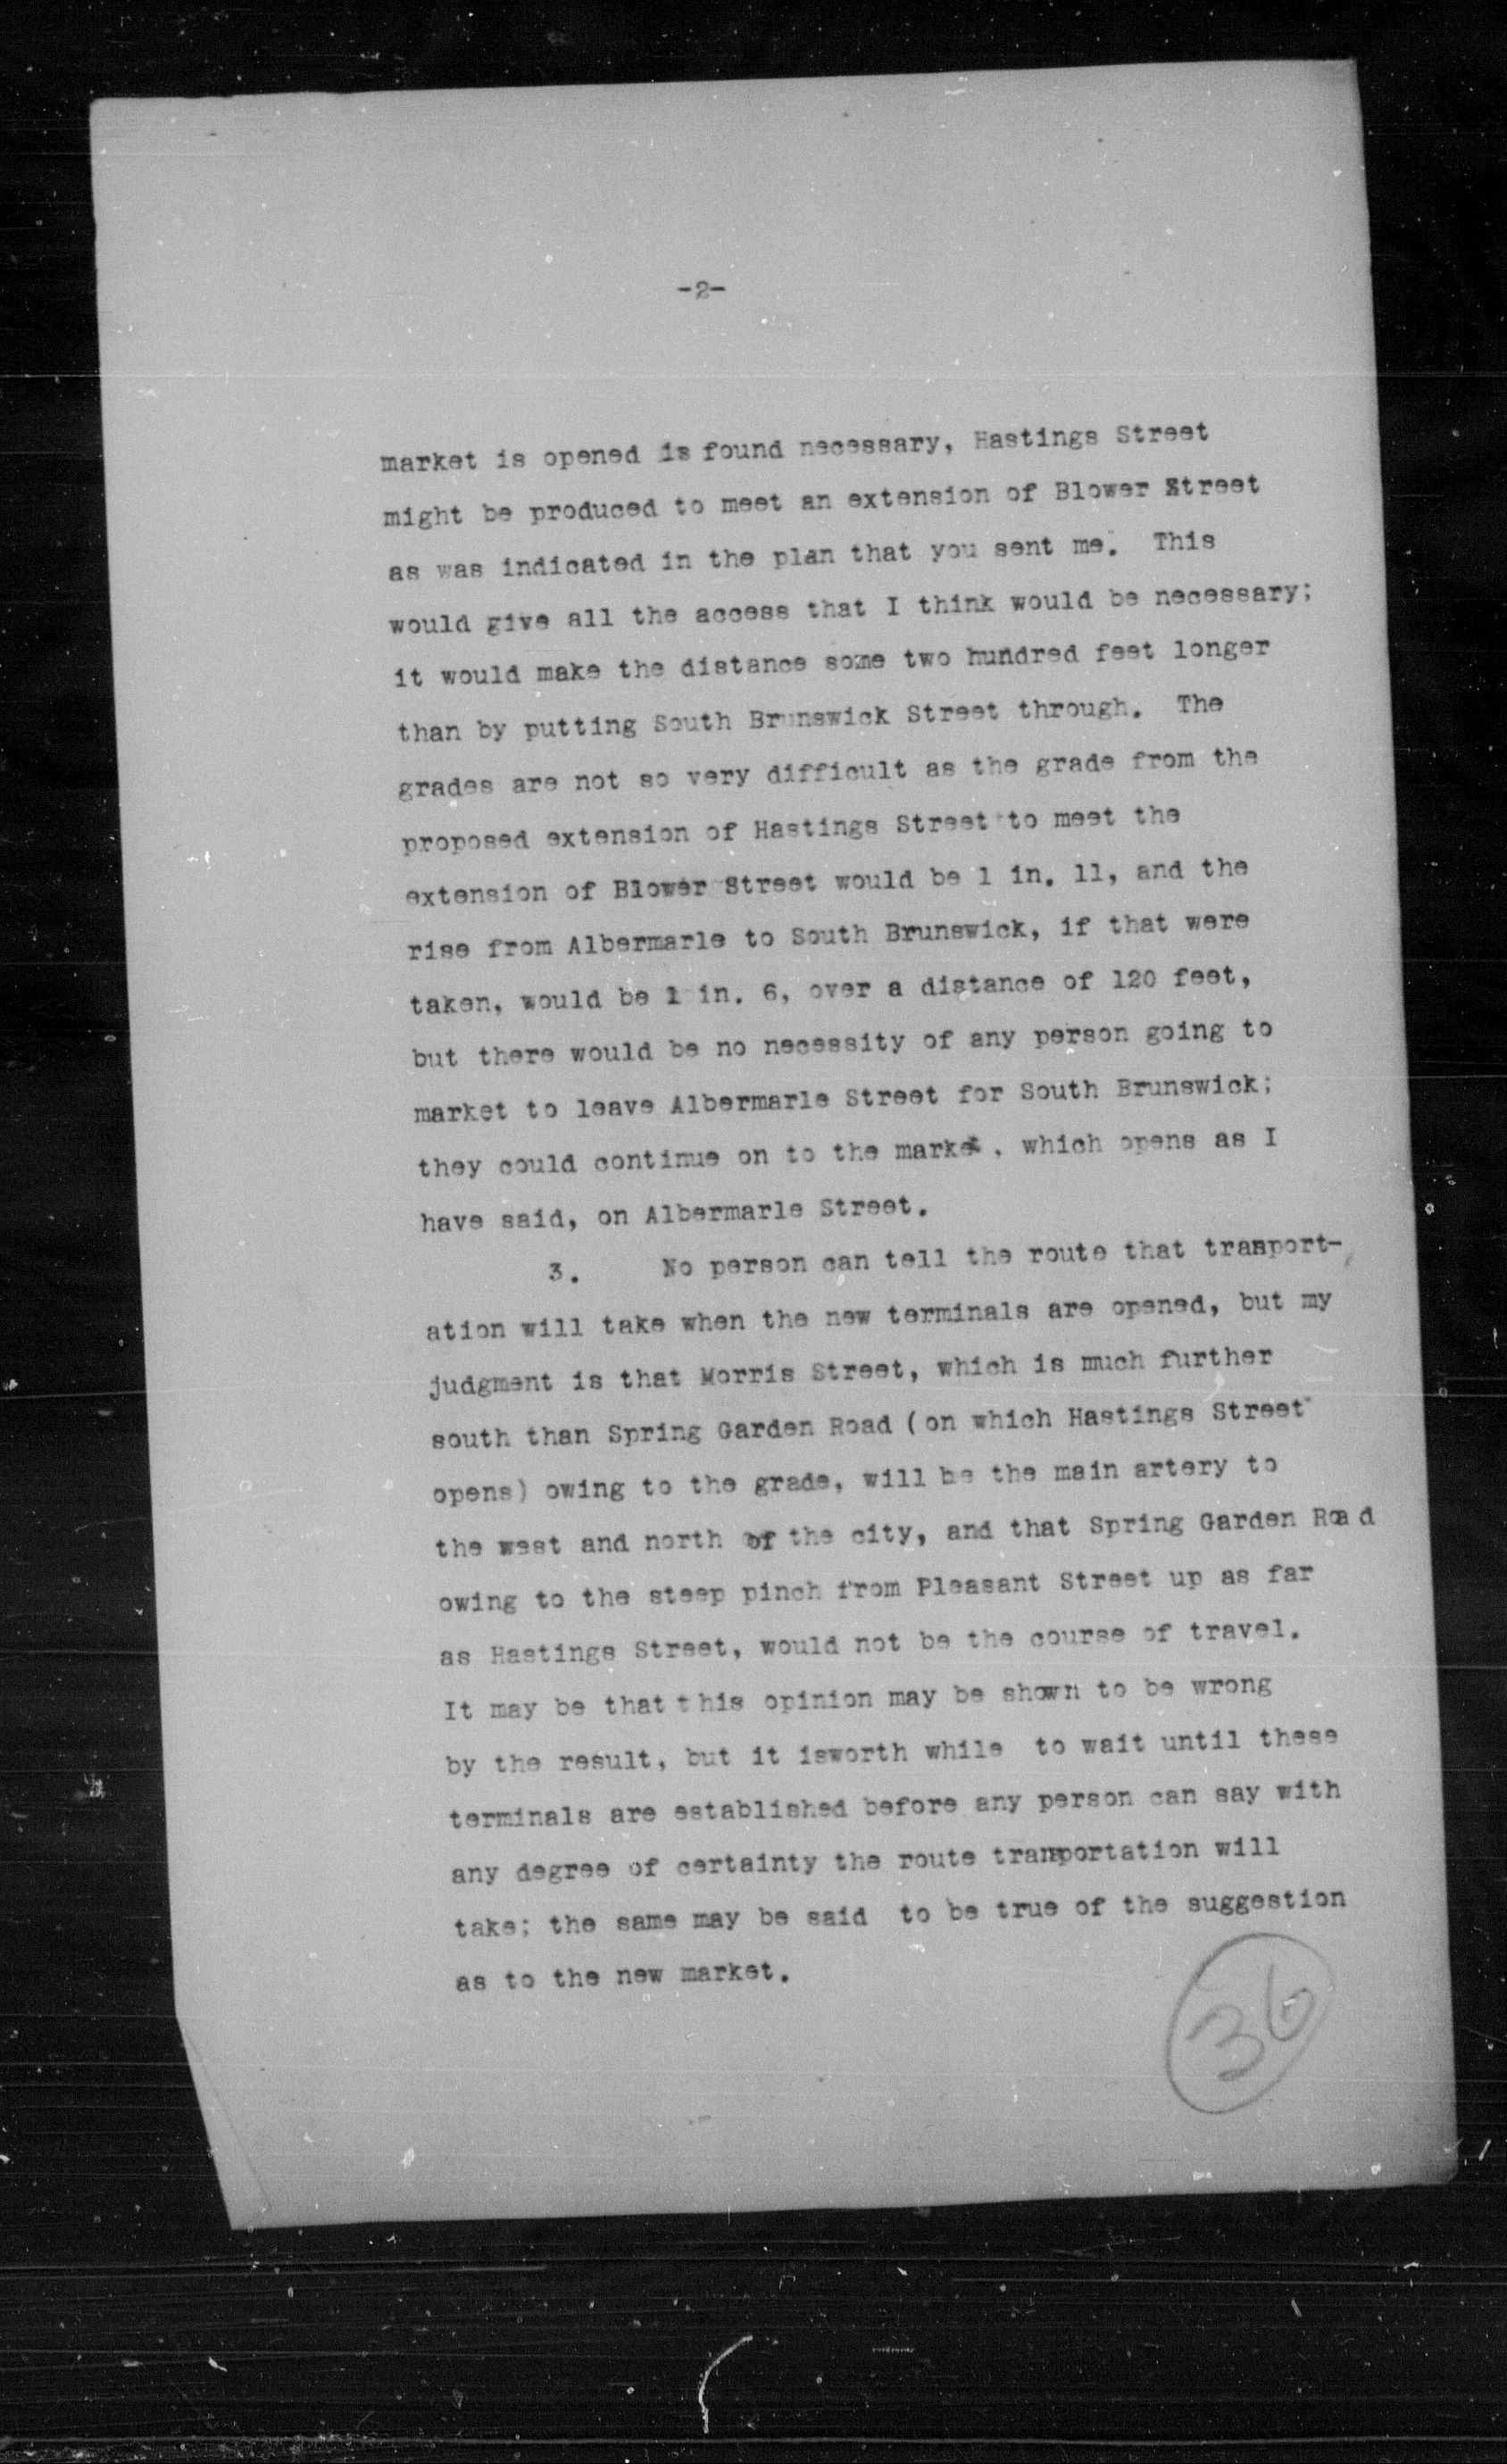 -2-
market is opened is found necessary, Hastings Street
might be produced to meet an extension of Blower Street
as was indicated in the plan that you sent me. This
would give all the access that I think would be necessary;
it would make the distance some two hundred feet longer
than by putting South Brunswick Street through. The
grades are not so very difficult as the grade from the
proposed extension of Hastings Street to meet the
extension of Blower Street would be 1 in. 11, and the
rise from Albermarle to South Brunswick, if that were
taken, would be 1 in. 6, over a distance of 120 feet,
but there would be no necessity of any person going to
market to leave Albermarle Street for South Brunswick;
they could continue on to the market, which opens as I
have said, on Albermarle Street.
3. No person can tell the route that tranport-
ation will take when the new terminals are opened, but my
judgment is that Morris Street, which is much further
south than Spring Garden Road (on which Hastings Street
opens) owing to the grade, will be the main artery to
the west and north of the city, and that Spring Garden Road
owing to the steep pinch from Pleasant Street up as far
as Hastings Street, would not be the course of travel.
It may be that this opinion may be shown to be wrong
by the result, but it isworth while to wait until these
terminals are established before any person can say with
any degree of certainty the route tranportation will
take; the same may be said to be true of the suggestion
as to the new market.
36